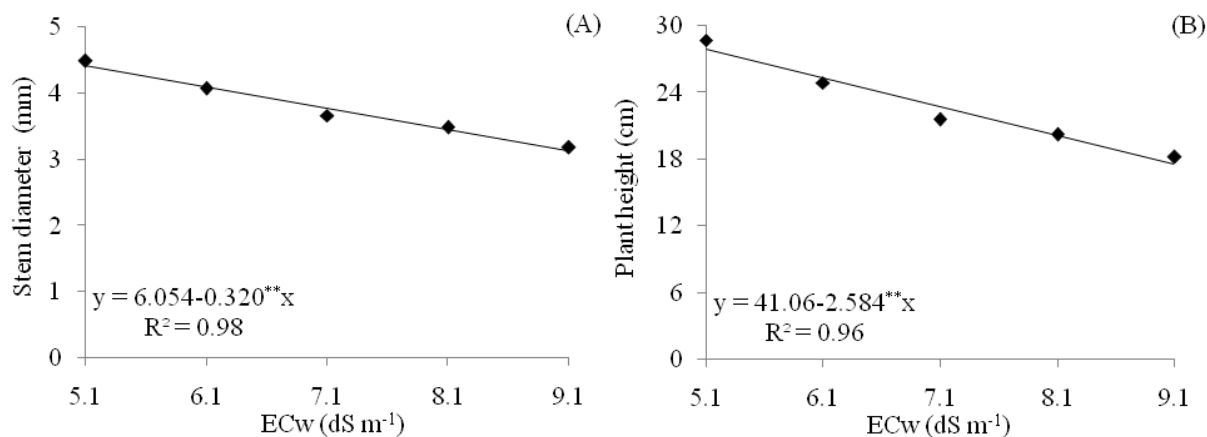 (A)
Stem diameter (mm)
5
4
3
2
1
0
y = 6.054-0.320**x
R² = 0.98
5.1 6.1 7.1 8.1 9.1
ECw (dS m⁻¹)
(B)
Plant height (cm)
30
24
18
12
6
0
y = 41.06-2.584**x
R² = 0.96
5.1 6.1 7.1 8.1 9.1
ECw (dS m⁻¹)